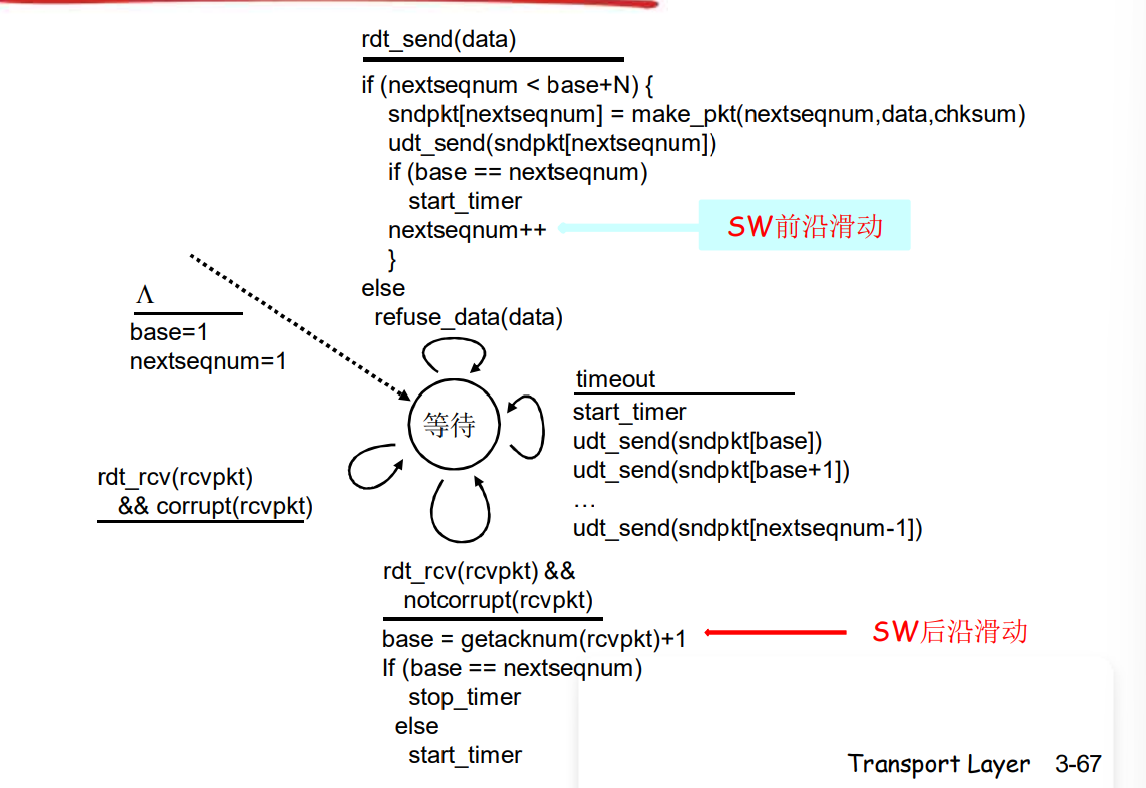 rdt_send(data)
if (nextseqnum < base+N) {
sndpkt[nextseqnum] = make_pkt(nextseqnum,data,chksum)
udt_send(sndpkt[nextseqnum])
if (base == nextseqnum)
start_timer
nextseqnum++
SW前沿滑动
}
else
refuse_data(data)
Λ
base=1
nextseqnum=1
等待
timeout
start_timer
udt_send(sndpkt[base])
udt_send(sndpkt[base+1])
…
udt_send(sndpkt[nextseqnum-1])
rdt_rcv(rcvpkt)
&& corrupt(rcvpkt)
rdt_rcv(rcvpkt) &&
notcorrupt(rcvpkt)
base = getacknum(rcvpkt)+1
SW后沿滑动
If (base == nextseqnum)
stop_timer
else
start_timer
Transport Layer 3-67